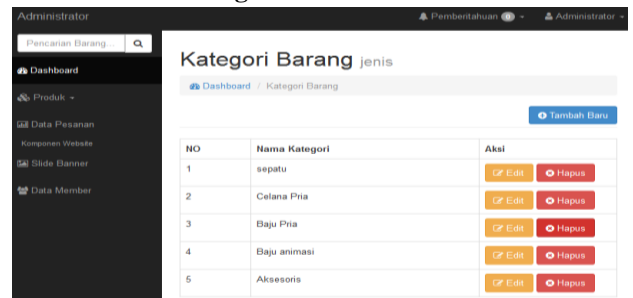 Administrator
Pemberitahuan 0
Administrator
Pencarian Barang...
Dashboard
Produk
Data Pesanan
Komponen Website
Slide Banner
Data Member
Kategori Barang jenis
Dashboard / Kategori Barang
Tambah Baru
NO Nama Kategori Aksi
1 sepatu Edit Hapus
2 Celana Pria Edit Hapus
3 Baju Pria Edit Hapus
4 Baju animasi Edit Hapus
5 Aksesoris Edit Hapus